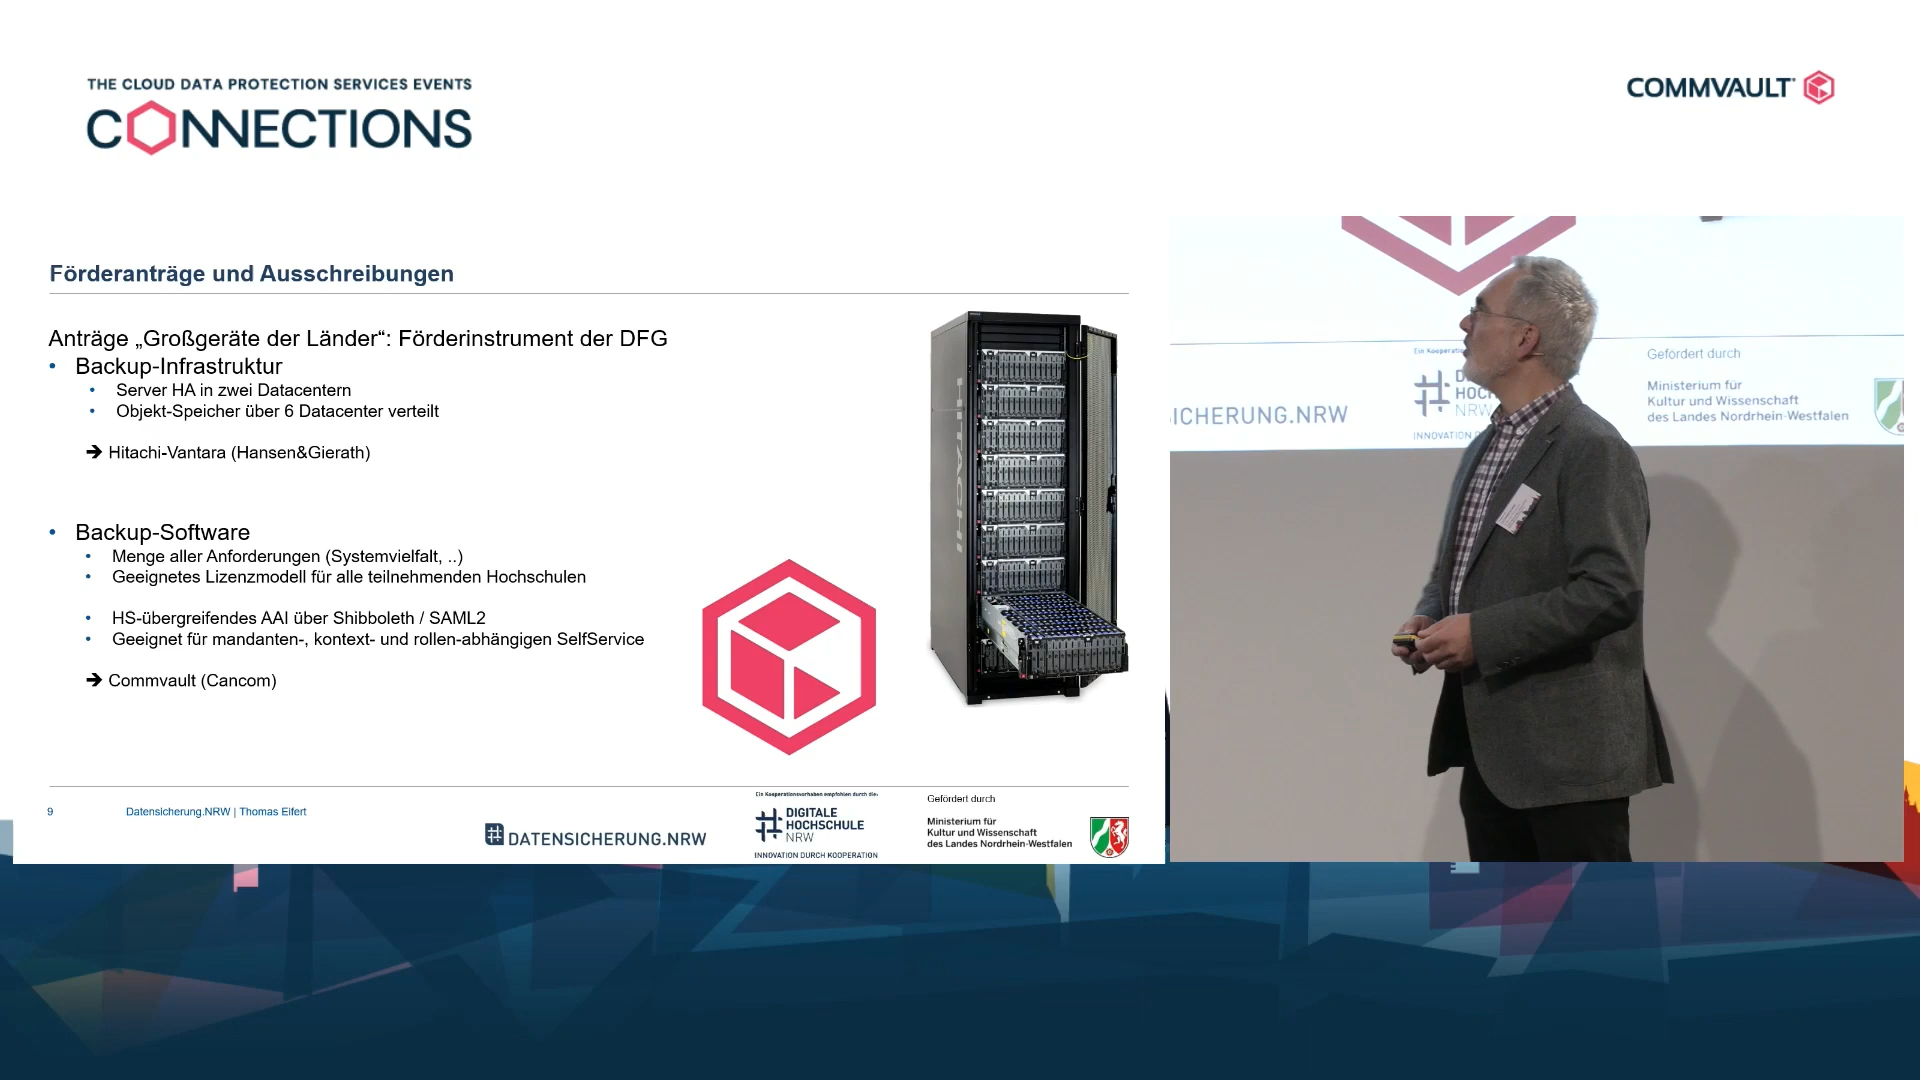 THE CLOUD DATA PROTECTION SERVICES EVENTS
CONNECTIONS
COMMVAULT
Förderanträge und Ausschreibungen
Anträge „Großgeräte der Länder“: Förderinstrument der DFG
• Backup-Infrastruktur
• Server HA in zwei Datacentern
• Objekt-Speicher über 6 Datacenter verteilt
➔ Hitachi-Vantara (Hansen&Gierath)
• Backup-Software
• Menge aller Anforderungen (Systemvielfalt, ..)
• Geeignetes Lizenzmodell für alle teilnehmenden Hochschulen
• HS-übergreifendes AAI über Shibboleth / SAML2
• Geeignet für mandanten-, kontext- und rollen-abhängigen SelfService
➔ Commvault (Cancom)
HITACHI
9
Datensicherung.NRW | Thomas Eifert
DATENSICHERUNG.NRW
Ein Kooperationsvorhaben empfohlen durch die:
DIGITALE
HOCHSCHULE
NRW
INNOVATION DURCH KOOPERATION
Gefördert durch
Ministerium für
Kultur und Wissenschaft
des Landes Nordrhein-Westfalen
ICHERUNG.NRW
Ein Kooperatio
D
HOCH
NRW
INNOVATION D
Gefördert durch
Ministerium für
Kultur und Wissenschaft
des Landes Nordrhein-Westfalen